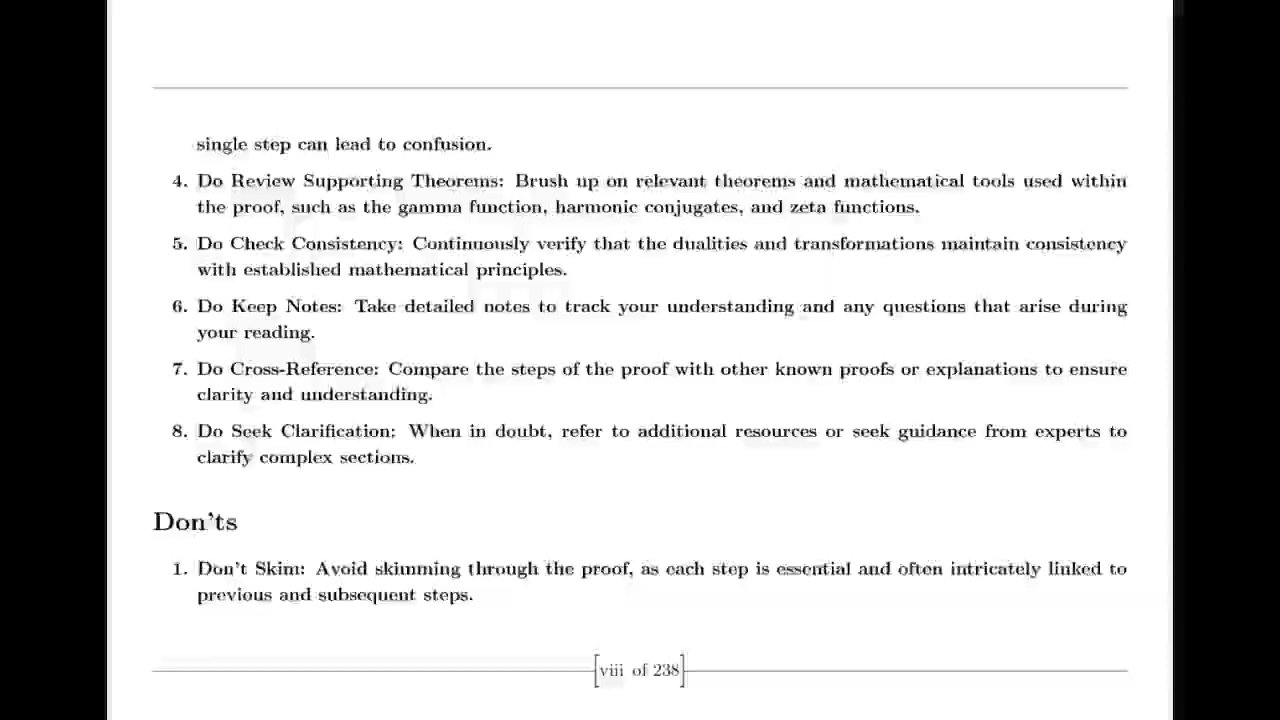 single step can lead to confusion.
4. Do Review Supporting Theorems: Brush up on relevant theorems and mathematical tools used within
the proof, such as the gamma function, harmonic conjugates, and zeta functions.
5. Do Check Consistency: Continuously verify that the dualities and transformations maintain consistency
with established mathematical principles.
6. Do Keep Notes: Take detailed notes to track your understanding and any questions that arise during
your reading.
7. Do Cross-Reference: Compare the steps of the proof with other known proofs or explanations to ensure
clarity and understanding.
8. Do Seek Clarification: When in doubt, refer to additional resources or seek guidance from experts to
clarify complex sections.
Don'ts
1. Don't Skim: Avoid skimming through the proof, as each step is essential and often intricately linked to
previous and subsequent steps.
[viii of 238]